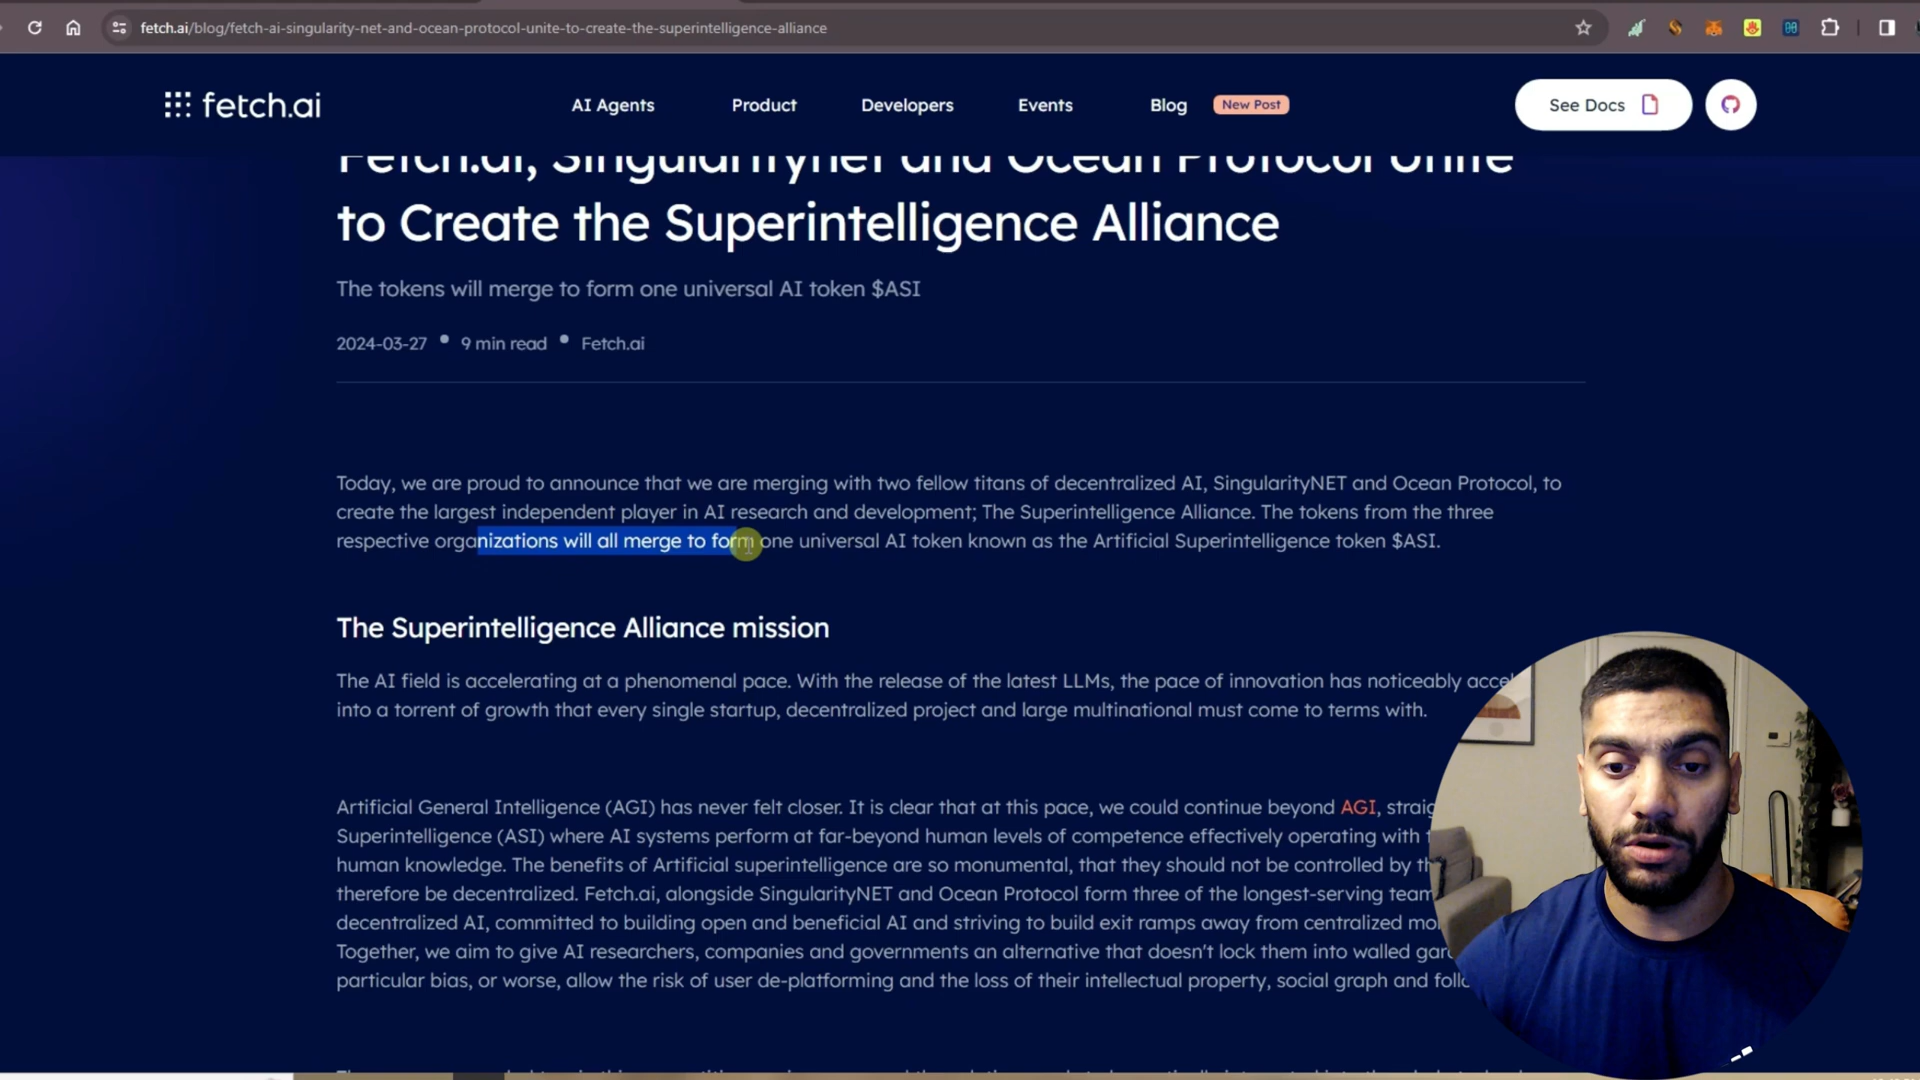 fetch.ai/blog/fetch-ai-singularity-net-and-ocean-protocol-unite-to-create-the-superintelligence-alliance
fetch.ai
AI Agents
Product
Developers
Events
Blog
New Post
See Docs
Fetch.ai, SingularityNET and Ocean Protocol Unite
to Create the Superintelligence Alliance
The tokens will merge to form one universal AI token $ASI
2024-03-27 • 9 min read • Fetch.ai
Today, we are proud to announce that we are merging with two fellow titans of decentralized AI, SingularityNET and Ocean Protocol, to
create the largest independent player in AI research and development; The Superintelligence Alliance. The tokens from the three
respective organizations will all merge to form one universal AI token known as the Artificial Superintelligence token $ASI.
The Superintelligence Alliance mission
The AI field is accelerating at a phenomenal pace. With the release of the latest LLMs, the pace of innovation has noticeably
into a torrent of growth that every single startup, decentralized project and large multinational must come to terms with.
Artificial General Intelligence (AGI) has never felt closer. It is clear that at this pace, we could continue beyond AGI,
Superintelligence (ASI) where AI systems perform at far-beyond human levels of competence effectively operating with
human knowledge. The benefits of Artificial superintelligence are so monumental, that they should not be controlled by
therefore be decentralized. Fetch.ai, alongside SingularityNET and Ocean Protocol form three of the longest-serving
decentralized AI, committed to building open and beneficial AI and striving to build exit ramps away from centralized
Together, we aim to give AI researchers, companies and governments an alternative that doesn't lock them into walled
particular bias, or worse, allow the risk of user de-platforming and the loss of their intellectual property, social graph and